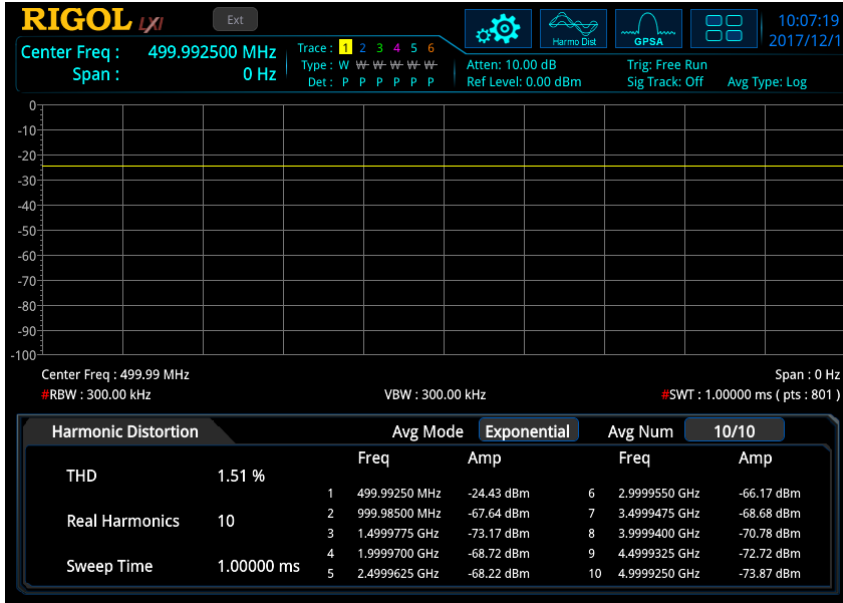 RIGOL LXI Ext Harmo Dist GPSA 10:07:19
2017/12/1
Center Freq : 499.992500 MHz
Span : 0 Hz
Trace : 1 2 3 4 5 6
Type : W W W W W W
Det : P P P P P P
Atten: 10.00 dB Trig: Free Run
Ref Level: 0.00 dBm Sig Track: Off Avg Type: Log
0
-10
-20
-30
-40
-50
-60
-70
-80
-90
-100
Center Freq : 499.99 MHz Span : 0 Hz
#RBW : 300.00 kHz VBW : 300.00 kHz #SWT : 1.00000 ms ( pts : 801 )
Harmonic Distortion Avg Mode Exponential Avg Num 10/10
THD 1.51 %
Real Harmonics 10
Sweep Time 1.00000 ms
Freq Amp Freq Amp
1 499.99250 MHz -24.43 dBm 6 2.9999550 GHz -66.17 dBm
2 999.98500 MHz -67.64 dBm 7 3.4999475 GHz -68.68 dBm
3 1.4999775 GHz -73.17 dBm 8 3.9999400 GHz -70.78 dBm
4 1.9999700 GHz -68.72 dBm 9 4.4999325 GHz -72.72 dBm
5 2.4999625 GHz -68.22 dBm 10 4.9999250 GHz -73.87 dBm